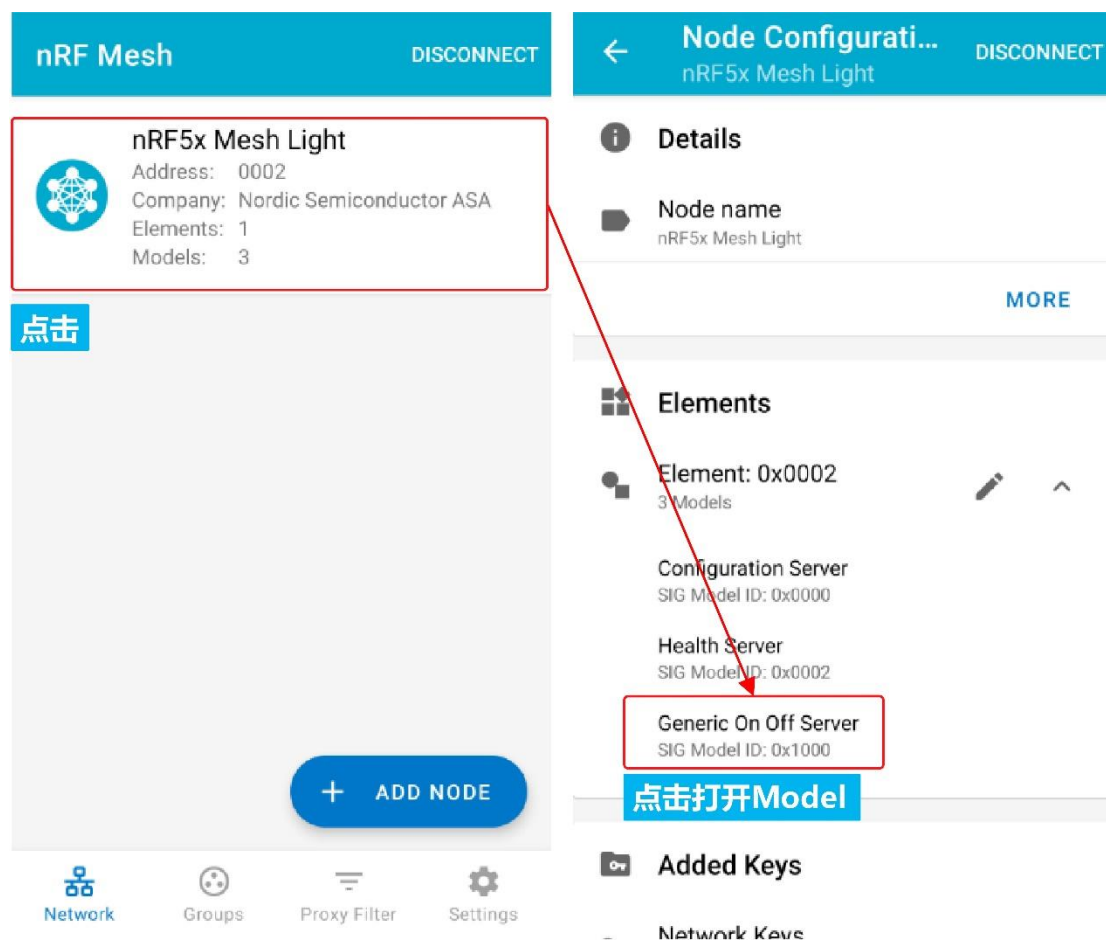 nRF Mesh
DISCONNECT
nRF5x Mesh Light
Address: 0002
Company: Nordic Semiconductor ASA
Elements: 1
Models: 3
点击
+ ADD NODE
Network
Groups
Proxy Filter
Settings
Node Configurati...
nRF5x Mesh Light
DISCONNECT
Details
Node name
nRF5x Mesh Light
MORE
Elements
Element: 0x0002
3 Models
Configuration Server
SIG Model ID: 0x0000
Health Server
SIG Model ID: 0x0002
Generic On Off Server
SIG Model ID: 0x1000
点击打开Model
Added Keys
Network Keys